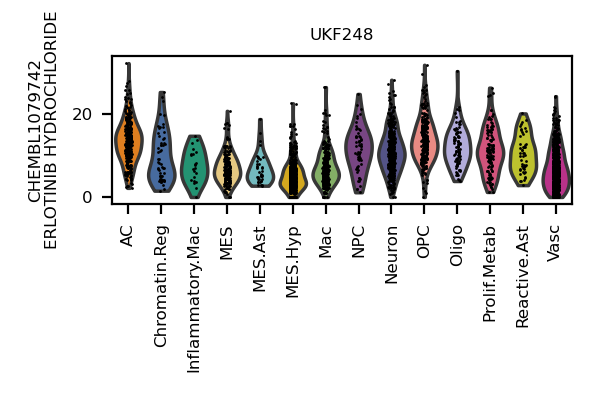 UKF248
CHEMBL1079742
ERLOTINIB HYDROCHLORIDE
20
0
AC
Chromatin.Reg
Inflammatory.Mac
MES
MES.Ast
MES.Hyp
Mac
NPC
Neuron
OPC
Oligo
Prolif.Metab
Reactive.Ast
Vasc